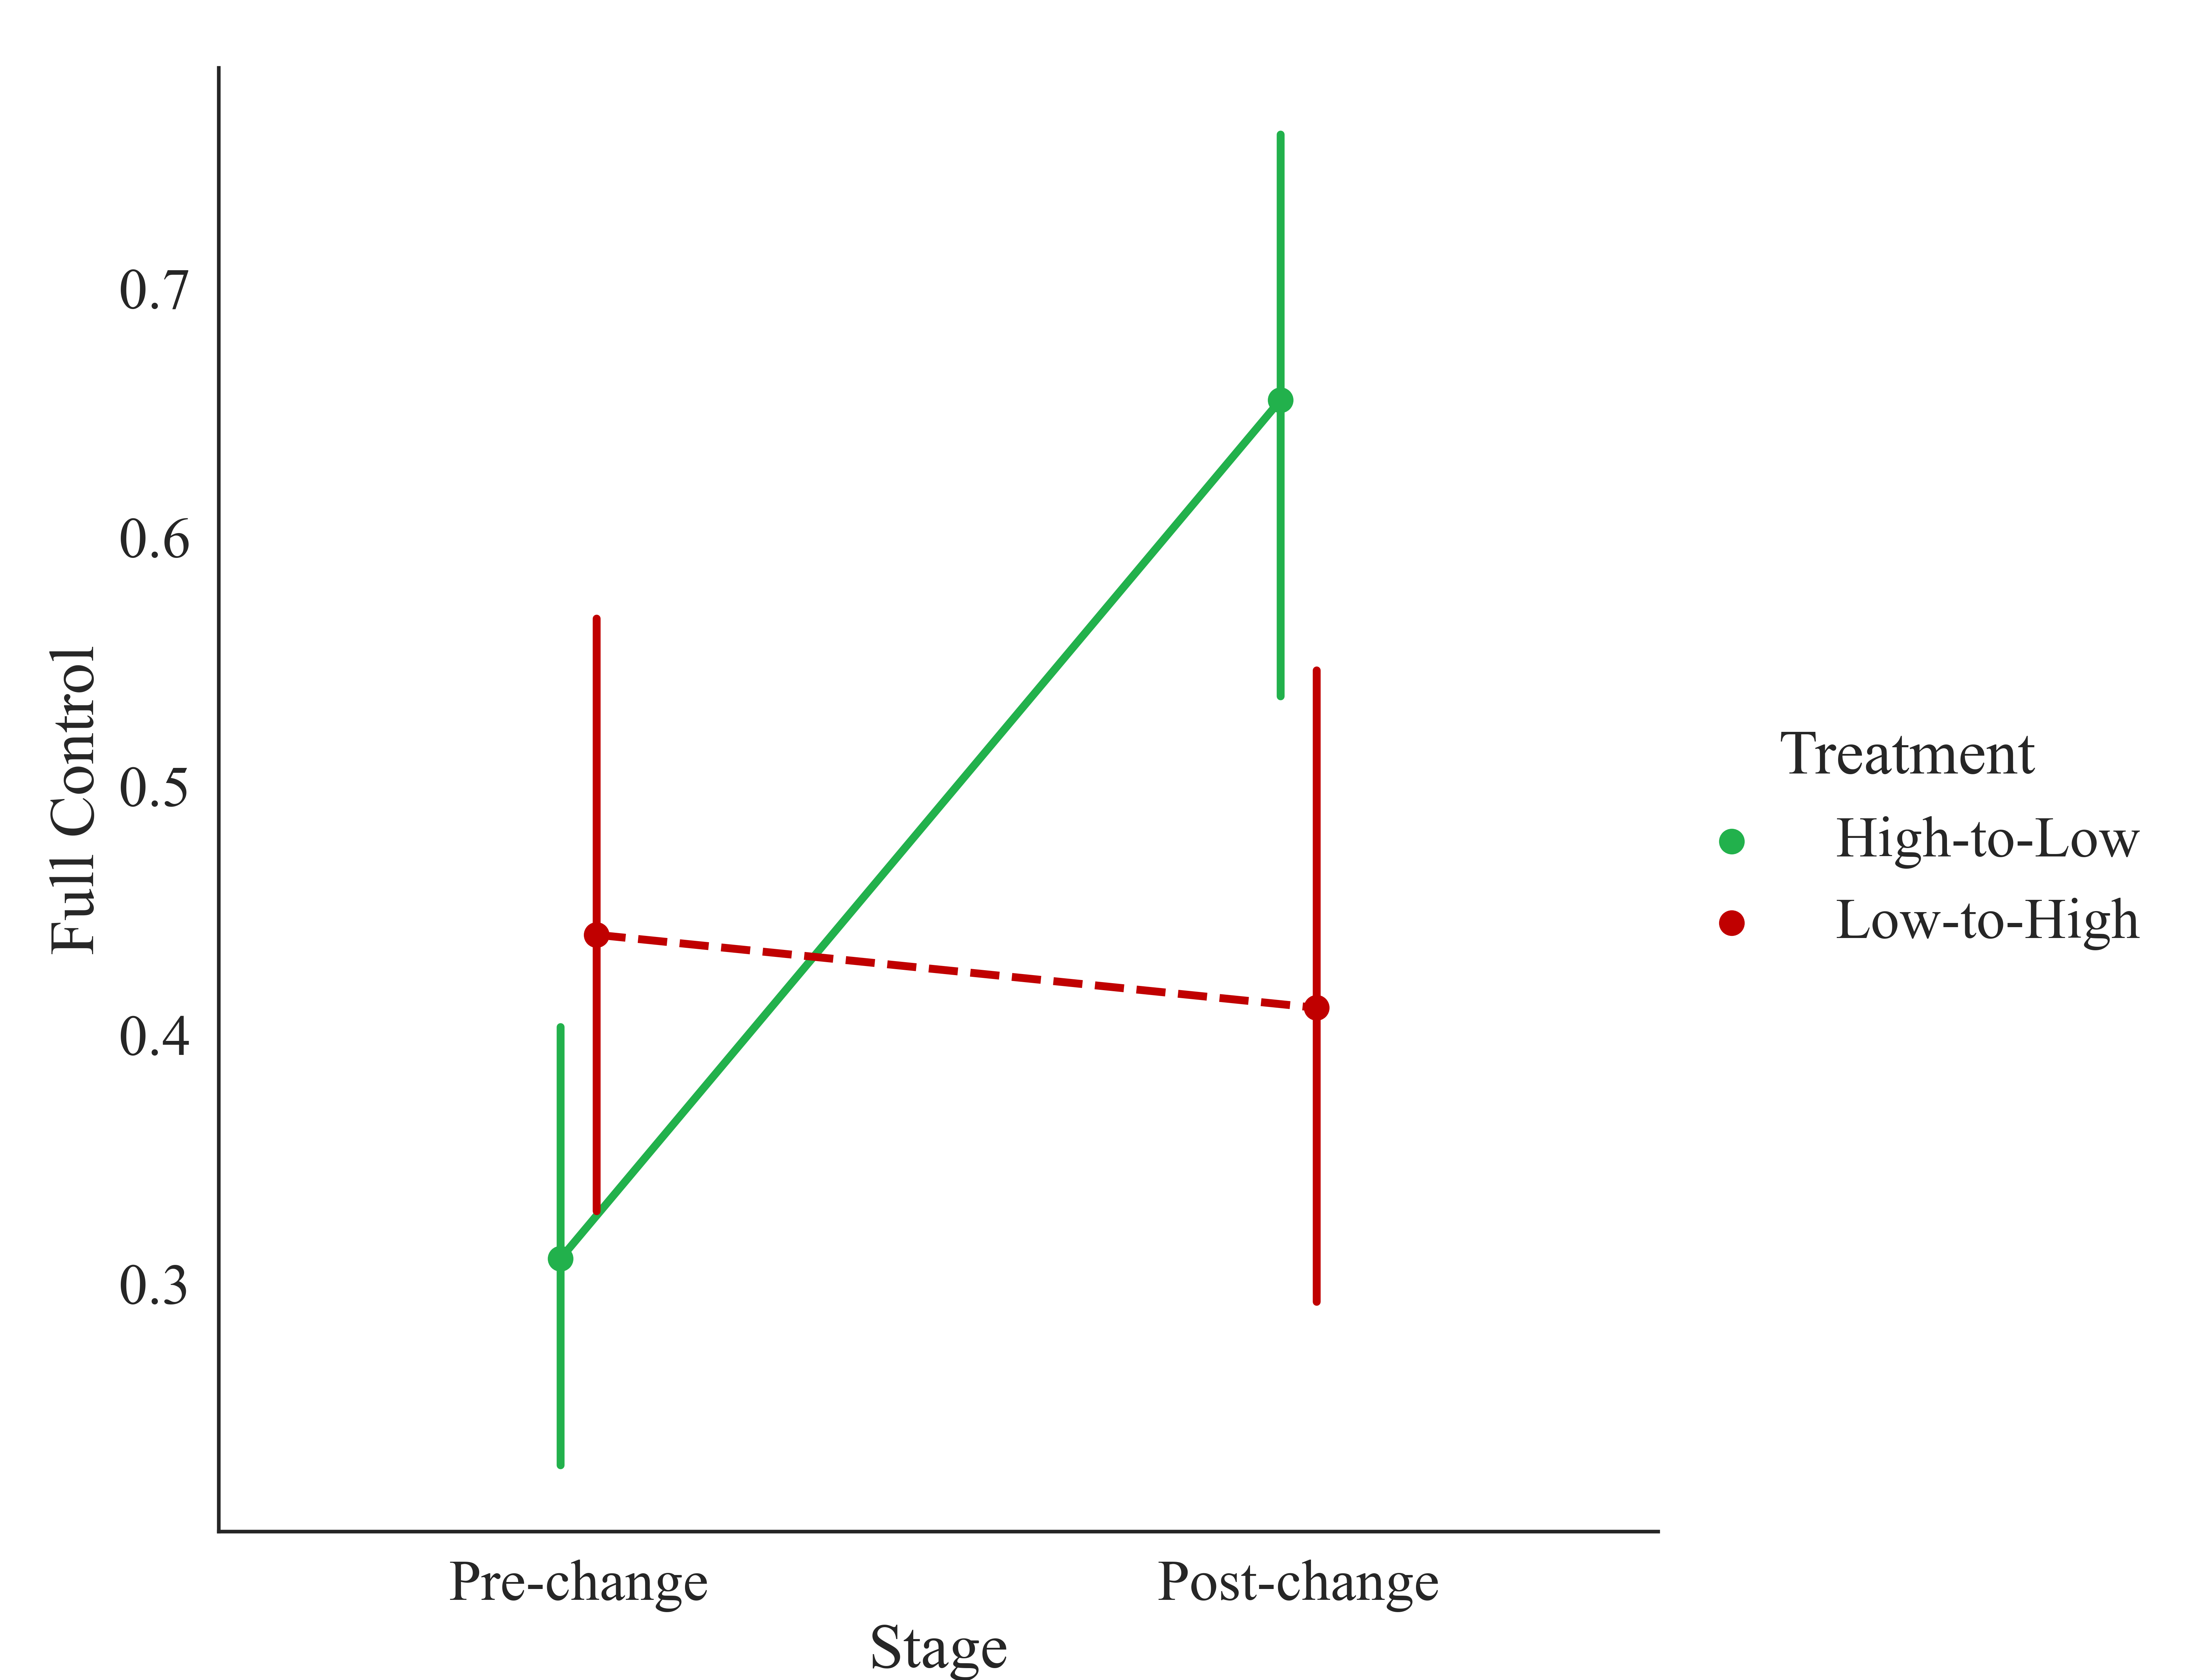 Full Control
0.7
0.6
0.5
0.4
0.3
Pre-change
Post-change
Stage
Treatment
High-to-Low
Low-to-High